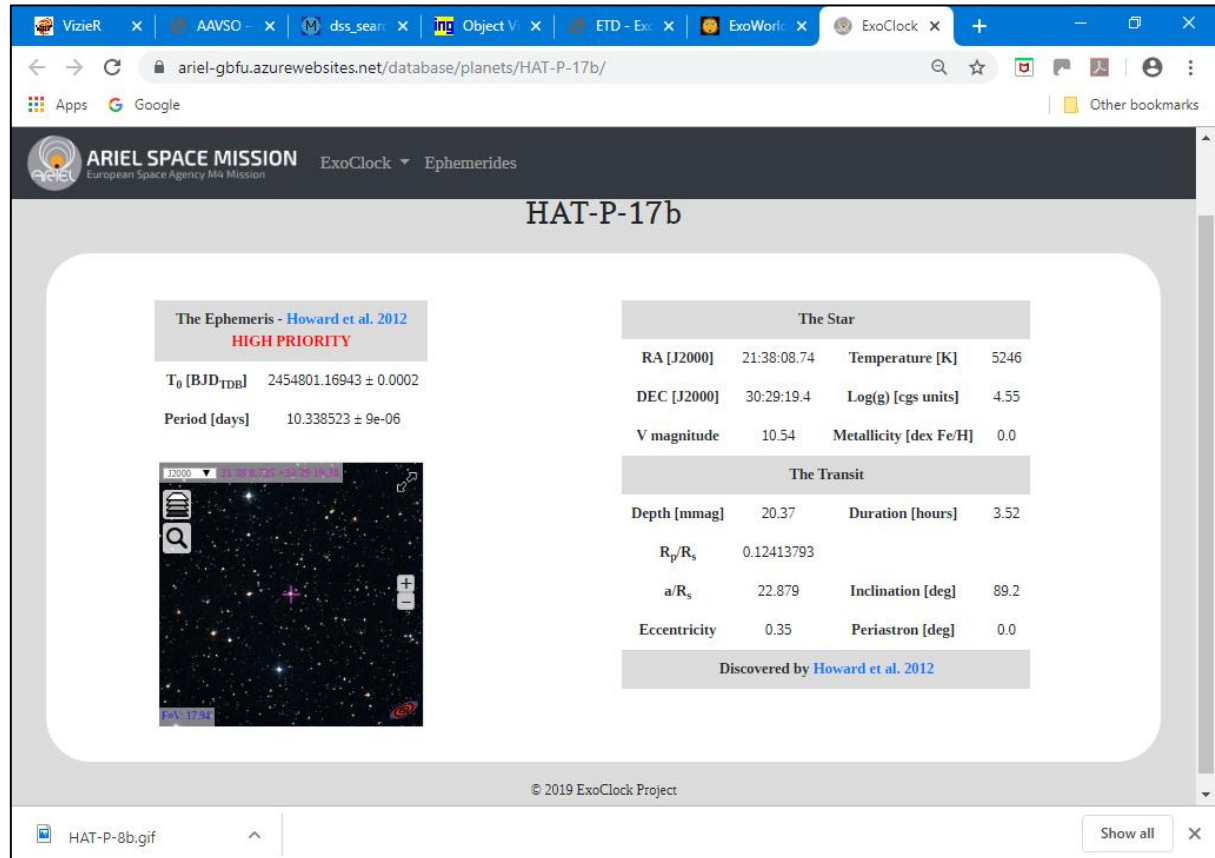 VizieR
AAVSO –
dss_sear
Object Vi
ETD - Exo
ExoWorld
ExoClock
ariel-gbfu.azurewebsites.net/database/planets/HAT-P-17b/
Apps
Google
Other bookmarks
ARIEL SPACE MISSION
European Space Agency M4 Mission
ExoClock
Ephemerides
HAT-P-17b
The Ephemeris - Howard et al. 2012
HIGH PRIORITY
T0 [BJDTDB] 2454801.16943 ± 0.0002
Period [days] 10.338523 ± 9e-06
J2000
FoV: 17.94'
The Star
RA [J2000] 21:38:08.74 Temperature [K] 5246
DEC [J2000] 30:29:19.4 Log(g) [cgs units] 4.55
V magnitude 10.54 Metallicity [dex Fe/H] 0.0
The Transit
Depth [mmag] 20.37 Duration [hours] 3.52
Rp/Rs 0.12413793
a/Rs 22.879 Inclination [deg] 89.2
Eccentricity 0.35 Periastron [deg] 0.0
Discovered by Howard et al. 2012
© 2019 ExoClock Project
HAT-P-8b.gif
Show all